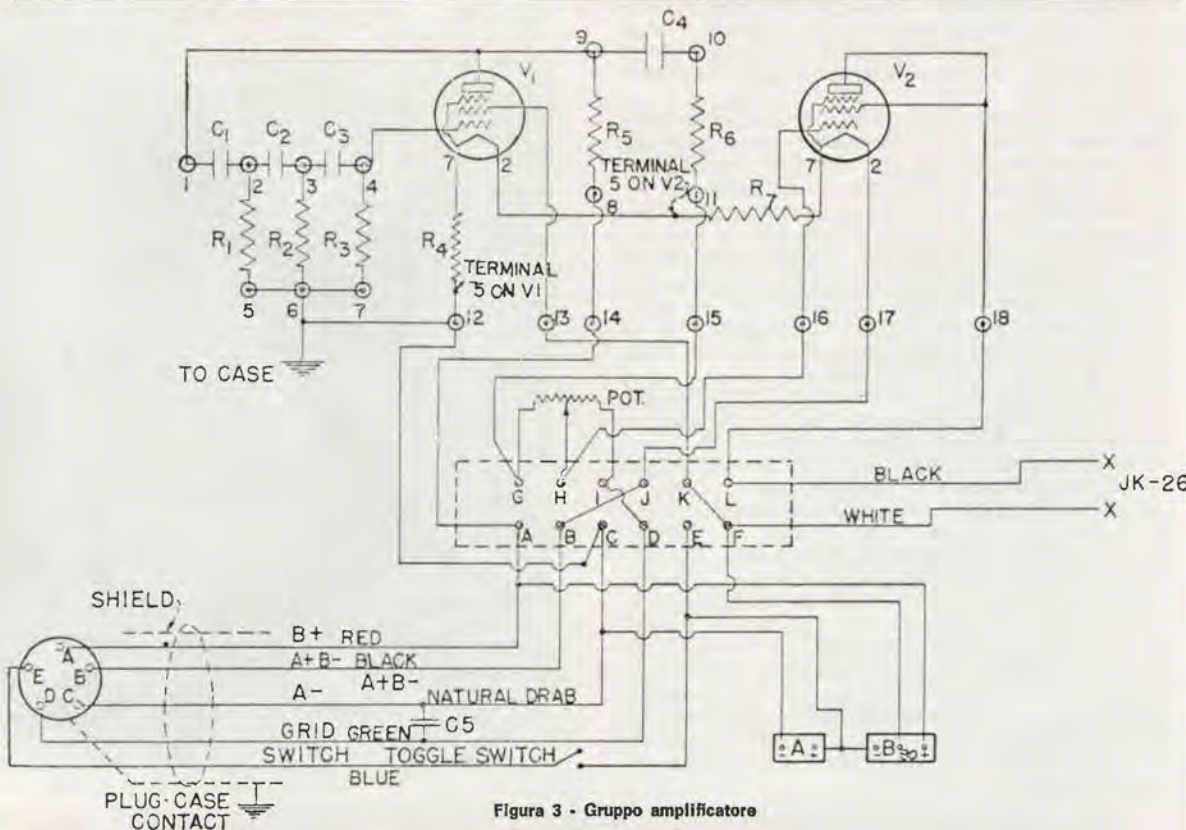 9
C4
10
V1
V2
C1
C2
C3
R5
R6
1
2
3
4
7
2
8
TERMINAL
5 ON V2
11
R7
7
2
R1
R2
R3
R4
TERMINAL
5 ON V1
5
6
7
12
13
14
15
16
17
18
TO CASE
POT.
G
H
I
J
K
L
BLACK
X
JK-26
WHITE
X
A
B
C
D
E
F
SHIELD
B+ RED
A+B- BLACK
A- A+B- NATURAL DRAB
C5
GRID GREEN
SWITCH TOGGLE SWITCH
BLUE
A
B
C
D
E
- A +
- B +
PLUG-CASE
CONTACT
Figura 3 - Gruppo amplificatore